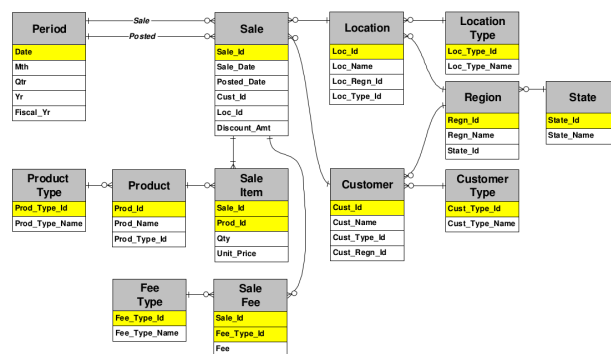 Period
Date
Mth
Qtr
Yr
Fiscal_Yr
Sale
Posted
Sale
Sale_Id
Sale_Date
Posted_Date
Cust_Id
Loc_Id
Discount_Amt
Location
Loc_Id
Loc_Name
Loc_Regn_Id
Loc_Type_Id
Location
Type
Loc_Type_Id
Loc_Type_Name
Region
Regn_Id
Regn_Name
State_Id
State
State_Id
State_Name
Product
Type
Prod_Type_Id
Prod_Type_Name
Product
Prod_Id
Prod_Name
Prod_Type_Id
Sale
Item
Sale_Id
Prod_Id
Qty
Unit_Price
Customer
Cust_Id
Cust_Name
Cust_Type_Id
Cust_Regn_Id
Customer
Type
Cust_Type_Id
Cust_Type_Name
Fee
Type
Fee_Type_Id
Fee_Type_Name
Sale
Fee
Sale_Id
Fee_Type_Id
Fee